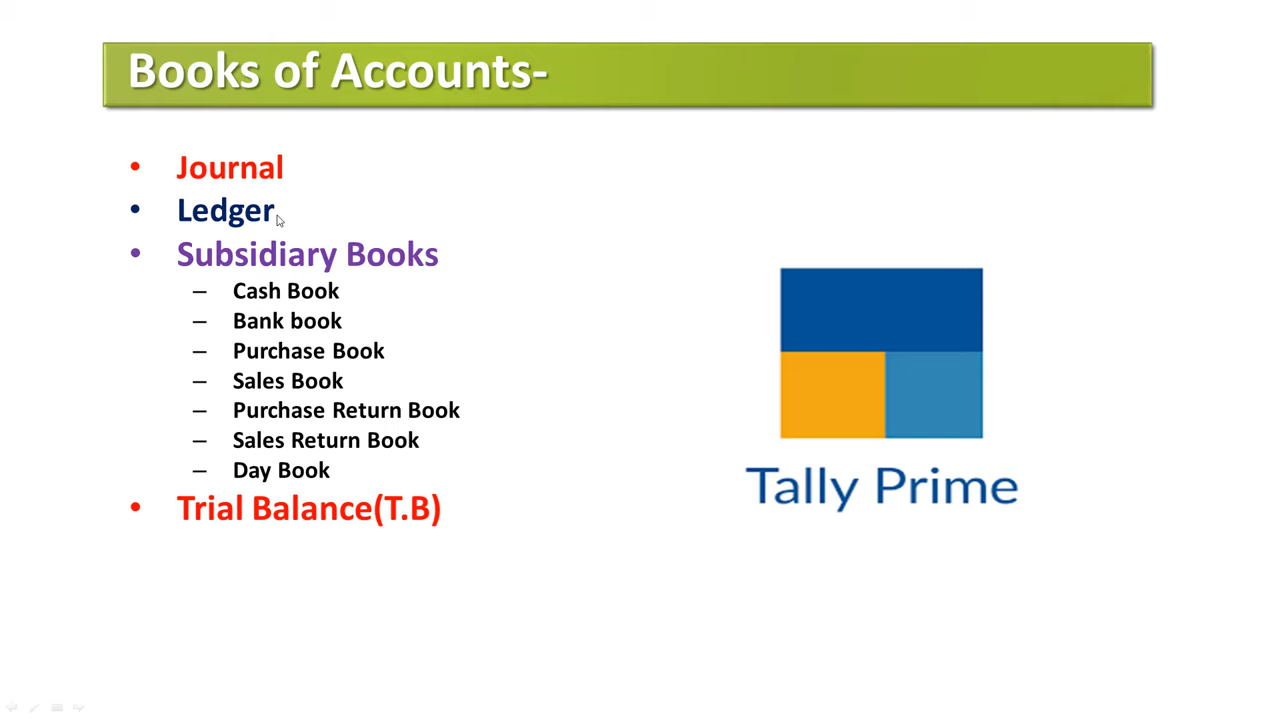 Books of Accounts-
• Journal
• Ledger
• Subsidiary Books
– Cash Book
– Bank book
– Purchase Book
– Sales Book
– Purchase Return Book
– Sales Return Book
– Day Book
• Trial Balance(T.B)
Tally Prime